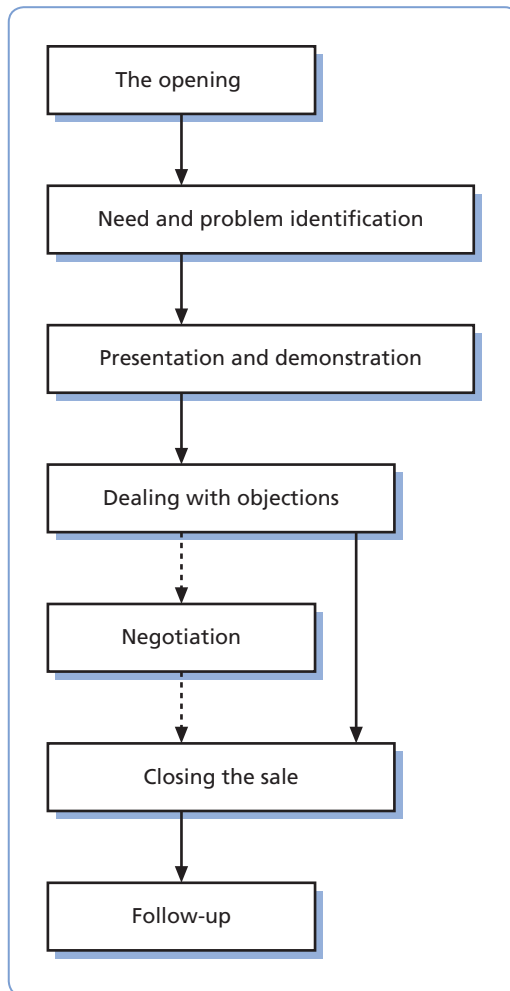 The opening
Need and problem identification
Presentation and demonstration
Dealing with objections
Negotiation
Closing the sale
Follow-up